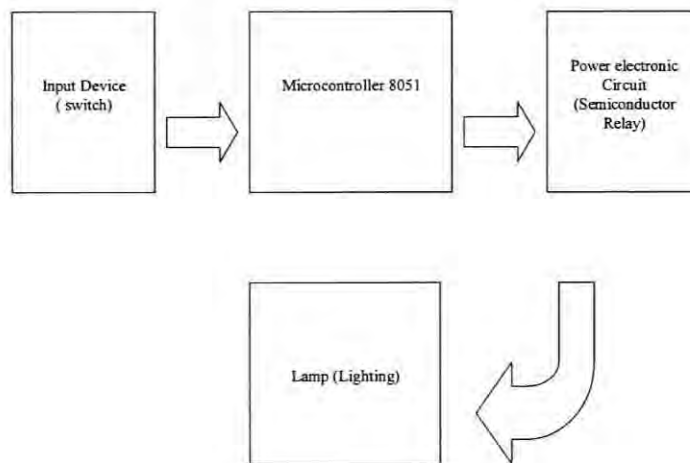 Input Device
( switch)
Microcontroller 8051
Power electronic
Circuit
(Semiconductor
Relay)
Lamp (Lighting)